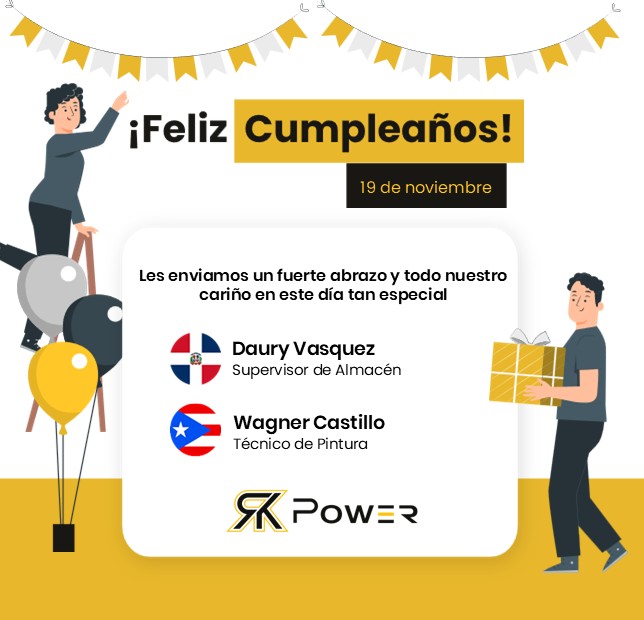 ¡Feliz Cumpleaños!
19 de noviembre
Les enviamos un fuerte abrazo y todo nuestro
cariño en este día tan especial
Daury Vasquez
Supervisor de Almacén
Wagner Castillo
Técnico de Pintura
RK Power